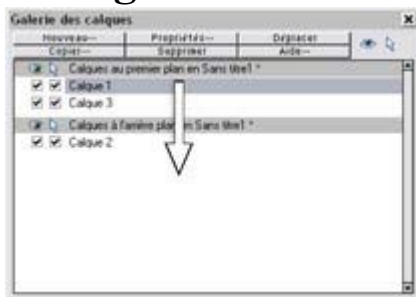 Galerie des calques
Nouveau... Propriétés... Déplacer
Copier... Supprimer Aide...
Calques au premier plan en Sans titre1 *
Calque 1
Calque 3
Calques à l'arrière plan en Sans titre1 *
Calque 2